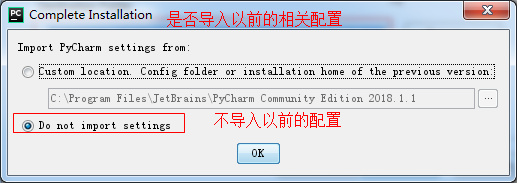 PC Complete Installation
是否导入以前的相关配置
Import PyCharm settings from:
Custom location. Config folder or installation home of the previous version:
C:\Program Files\JetBrains\PyCharm Community Edition 2018.1.1
...
Do not import settings
不导入以前的配置
OK